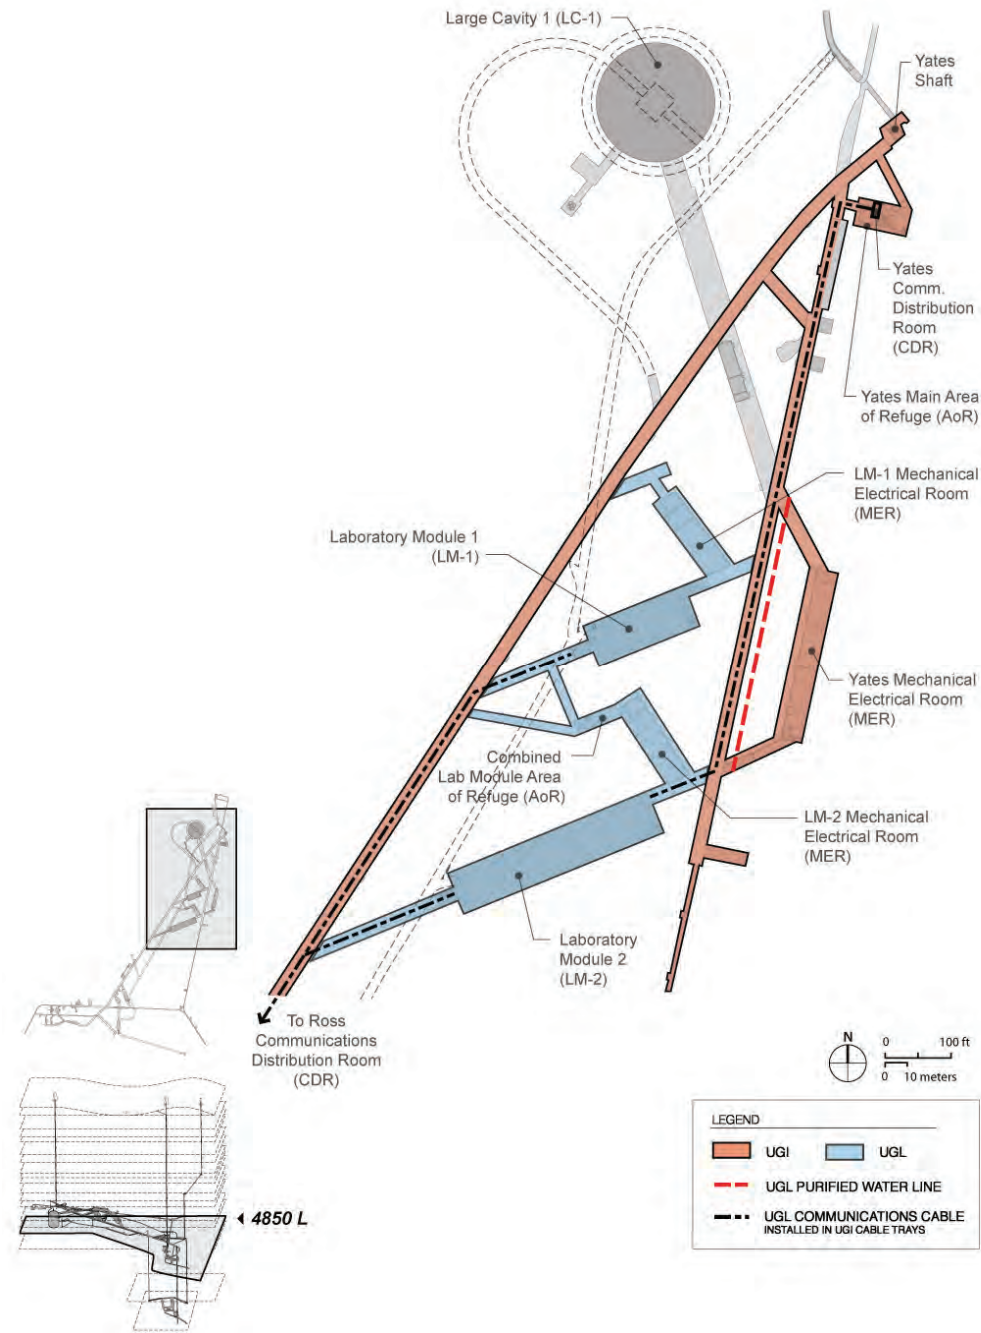 Large Cavity 1 (LC-1)
Yates
Shaft
Yates
Comm.
Distribution
Room
(CDR)
Yates Main Area
of Refuge (AoR)
LM-1 Mechanical
Electrical Room
(MER)
Laboratory Module 1
(LM-1)
Yates Mechanical
Electrical Room
(MER)
Combined
Lab Module Area
of Refuge (AoR)
LM-2 Mechanical
Electrical Room
(MER)
Laboratory
Module 2
(LM-2)
To Ross
Communications
Distribution Room
(CDR)
N
0 100 ft
0 10 meters
LEGEND
UGI UGL
UGL PURIFIED WATER LINE
UGL COMMUNICATIONS CABLE
INSTALLED IN UGI CABLE TRAYS
4850 L